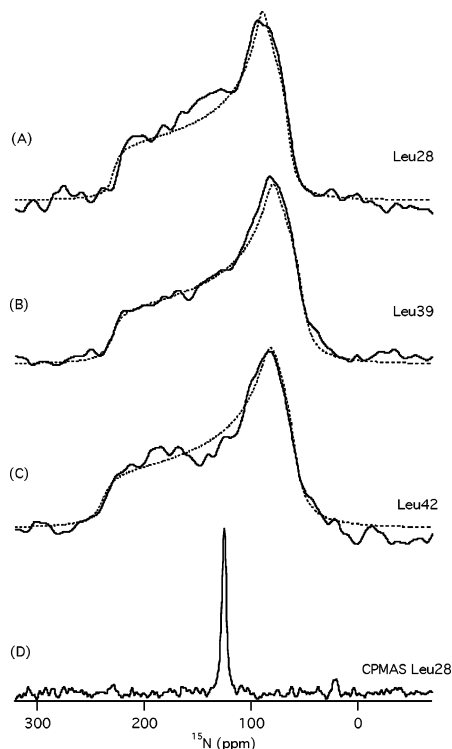 (A)
Leu28
(B)
Leu39
(C)
Leu42
(D)
CPMAS Leu28
300 200 100 0
¹⁵N (ppm)